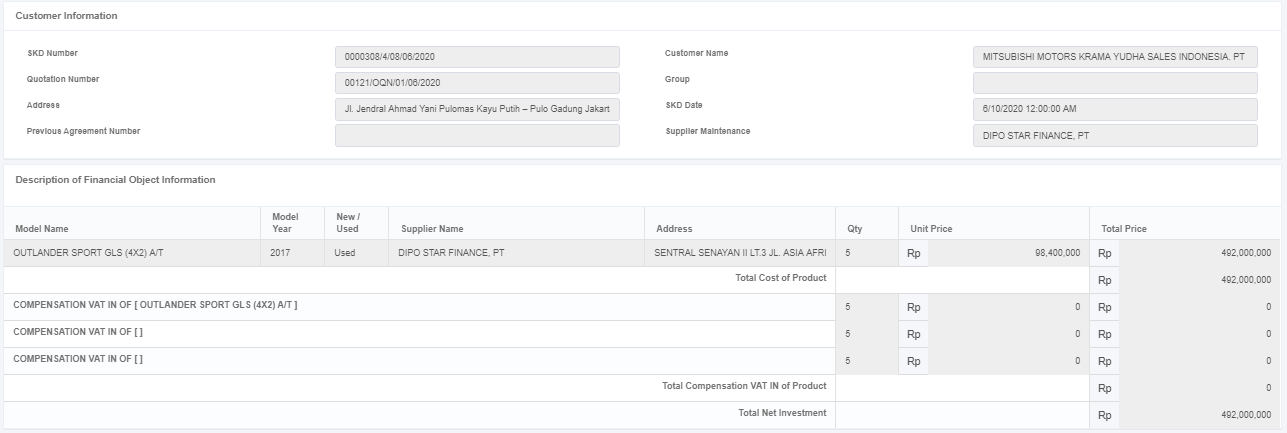 Customer Information
SKD Number
0000308/4/08/06/2020
Customer Name
MITSUBISHI MOTORS KRAMA YUDHA SALES INDONESIA. PT
Quotation Number
00121/OQN/01/06/2020
Group
Address
Jl. Jendral Ahmad Yani Pulomas Kayu Putih – Pulo Gadung Jakart
SKD Date
6/10/2020 12:00:00 AM
Previous Agreement Number
Supplier Maintenance
DIPO STAR FINANCE, PT
Description of Financial Object Information
Model Name Model Year New / Used Supplier Name Address Qty Unit Price Total Price
OUTLANDER SPORT GLS (4X2) A/T 2017 Used DIPO STAR FINANCE, PT SENTRAL SENAYAN II LT.3 JL. ASIA AFRI 5 Rp 98,400,000 Rp 492,000,000
Total Cost of Product Rp 492,000,000
COMPENSATION VAT IN OF [ OUTLANDER SPORT GLS (4X2) A/T ] 5 Rp 0 Rp 0
COMPENSATION VAT IN OF [ ] 5 Rp 0 Rp 0
COMPENSATION VAT IN OF [ ] 5 Rp 0 Rp 0
Total Compensation VAT IN of Product Rp 0
Total Net Investment Rp 492,000,000